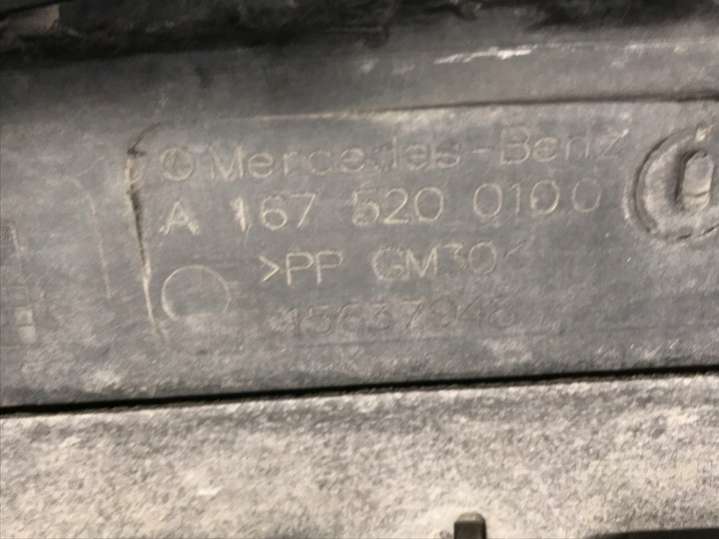 Mercedes-Benz
A 167 520 0100
>PP GM30<